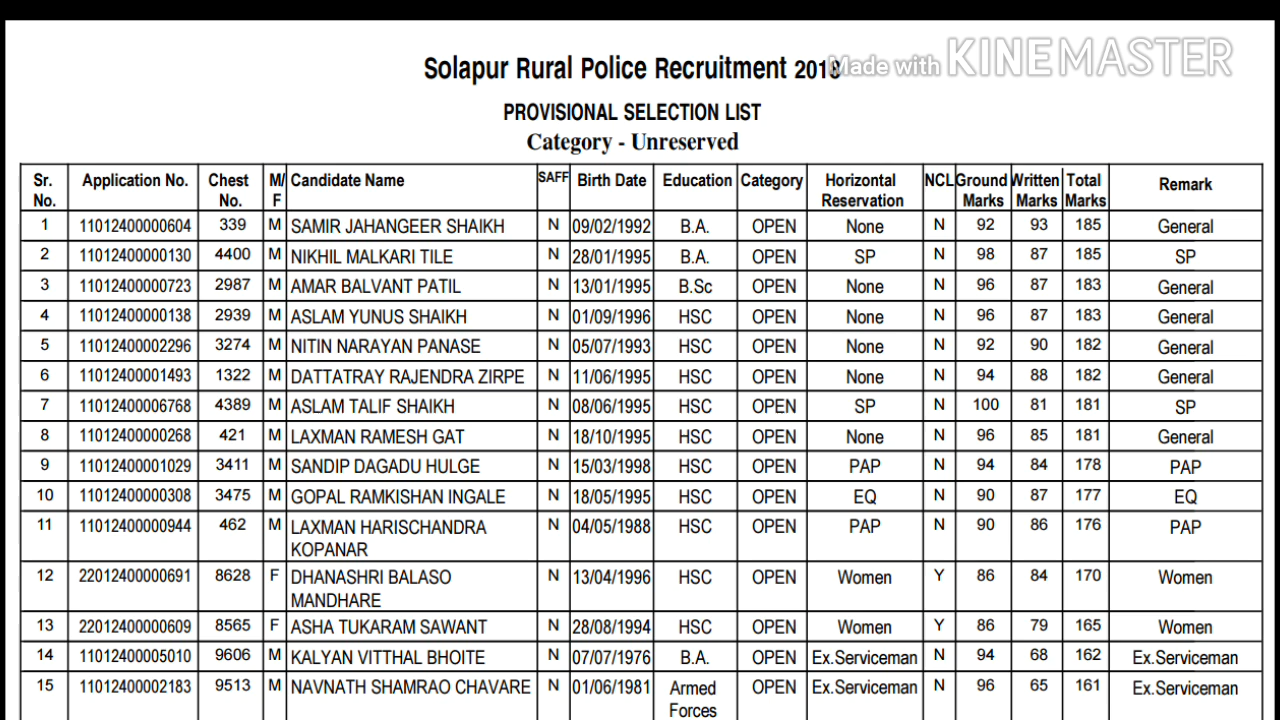 Solapur Rural Police Recruitment 2018
Made with KINEMASTER
PROVISIONAL SELECTION LIST
Category - Unreserved
Sr. No. Application No. Chest No. M/F Candidate Name SAFF Birth Date Education Category Horizontal Reservation NCL Ground Marks Written Marks Total Marks Remark
1 11012400000604 339 M SAMIR JAHANGEER SHAIKH N 09/02/1992 B.A. OPEN None N 92 93 185 General
2 11012400000130 4400 M NIKHIL MALKARI TILE N 28/01/1995 B.A. OPEN SP N 98 87 185 SP
3 11012400000723 2987 M AMAR BALVANT PATIL N 13/01/1995 B.Sc OPEN None N 96 87 183 General
4 11012400000138 2939 M ASLAM YUNUS SHAIKH N 01/09/1996 HSC OPEN None N 96 87 183 General
5 11012400002296 3274 M NITIN NARAYAN PANASE N 05/07/1993 HSC OPEN None N 92 90 182 General
6 11012400001493 1322 M DATTATRAY RAJENDRA ZIRPE N 11/06/1995 HSC OPEN None N 94 88 182 General
7 11012400006768 4389 M ASLAM TALIF SHAIKH N 08/06/1995 HSC OPEN SP N 100 81 181 SP
8 11012400000268 421 M LAXMAN RAMESH GAT N 18/10/1995 HSC OPEN None N 96 85 181 General
9 11012400001029 3411 M SANDIP DAGADU HULGE N 15/03/1998 HSC OPEN PAP N 94 84 178 PAP
10 11012400000308 3475 M GOPAL RAMKISHAN INGALE N 18/05/1995 HSC OPEN EQ N 90 87 177 EQ
11 11012400000944 462 M LAXMAN HARISCHANDRA N 04/05/1988 HSC OPEN PAP N 90 86 176 PAP
KOPANAR
12 22012400000691 8628 F DHANASHRI BALASO N 13/04/1996 HSC OPEN Women Y 86 84 170 Women
MANDHARE
13 22012400000609 8565 F ASHA TUKARAM SAWANT N 28/08/1994 HSC OPEN Women Y 86 79 165 Women
14 11012400005010 9606 M KALYAN VITTHAL BHOITE N 07/07/1976 B.A. OPEN Ex.Serviceman N 94 68 162 Ex.Serviceman
15 11012400002183 9513 M NAVNATH SHAMRAO CHAVARE N 01/06/1981 Armed OPEN Ex.Serviceman N 96 65 161 Ex.Serviceman
Forces